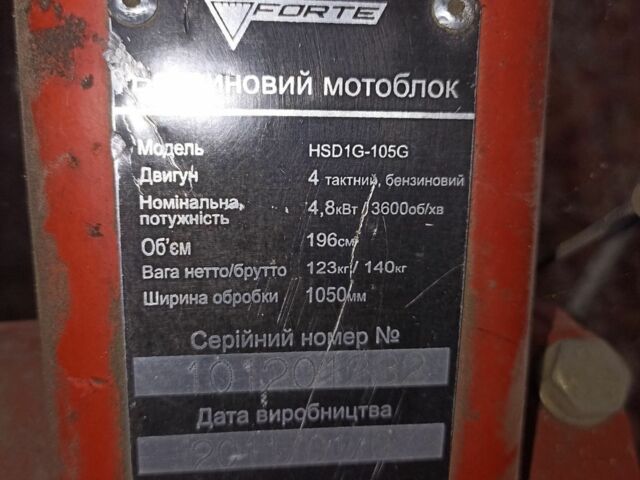 FORTE
мотоблок
Модель HSD1G-105G
Двигун 4 тактний, бензиновий
Номінальна потужність 4,8кВт / 3600об/хв
Об'єм 196см
Вага нетто/брутто 123кг / 140кг
Ширина обробки 1050мм
Серійний номер №
Дата виробництва